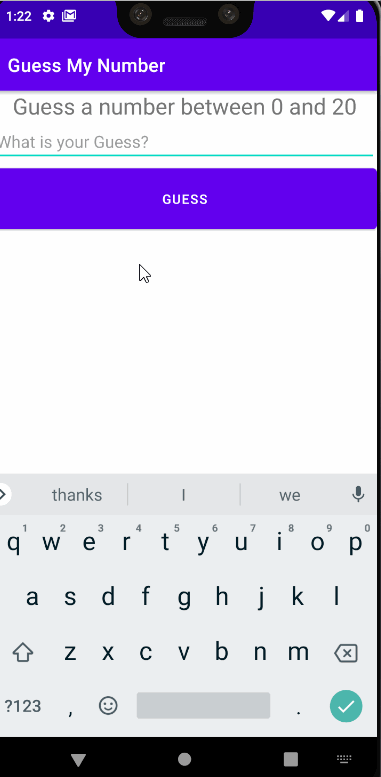 1:22
Guess My Number
Guess a number between 0 and 20
What is your Guess?
GUESS
thanks I we
1 2 3 4 5 6 7 8 9 0
q w e r t y u i o p
a s d f g h j k l
z x c v b n m
?123 , .